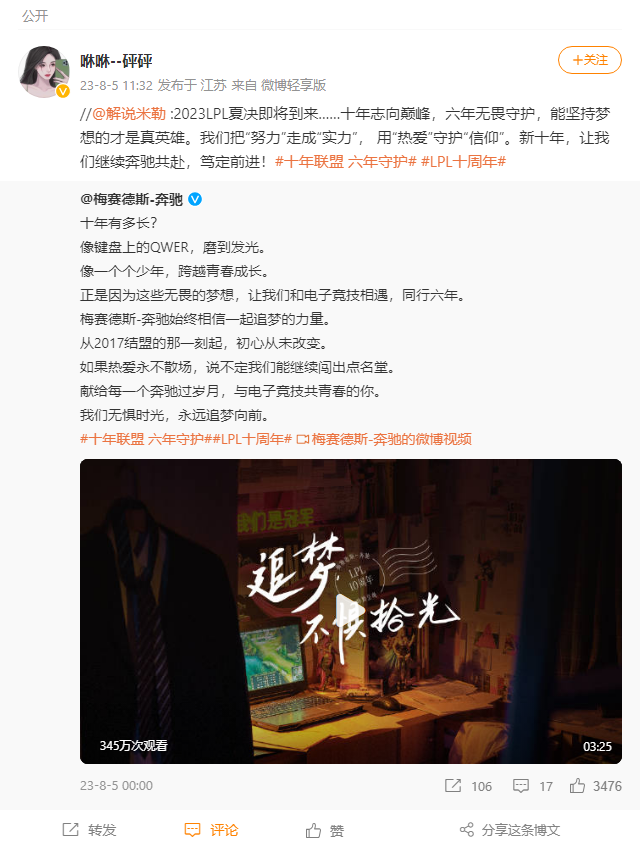 公开
咻咻--砰砰
+关注
23-8-5 11:32 发布于 江苏 来自 微博轻享版
//@解说米勒 :2023LPL夏决即将到来......十年志向巅峰，六年无畏守护，能坚持梦
想的才是真英雄。我们把“努力”走成“实力”， 用“热爱”守护“信仰”。新十年，让我
们继续奔驰共赴，笃定前进！#十年联盟 六年守护# #LPL十周年#
@梅赛德斯-奔驰
十年有多长？
像键盘上的QWER，磨到发光。
像一个个少年，跨越青春成长。
正是因为这些无畏的梦想，让我们和电子竞技相遇，同行六年。
梅赛德斯-奔驰始终相信一起追梦的力量。
从2017结盟的那一刻起，初心从未改变。
如果热爱永不散场，说不定我们能继续闯出点名堂。
献给每一个奔驰过岁月，与电子竞技共青春的你。
我们无惧时光，永远追梦向前。
#十年联盟 六年守护##LPL十周年# 梅赛德斯-奔驰的微博视频
我们是冠军
追梦,
LPL
10周年
不惧拾光
345万次观看
03:25
23-8-5 00:00
106
17
3476
转发
评论
赞
分享这条博文